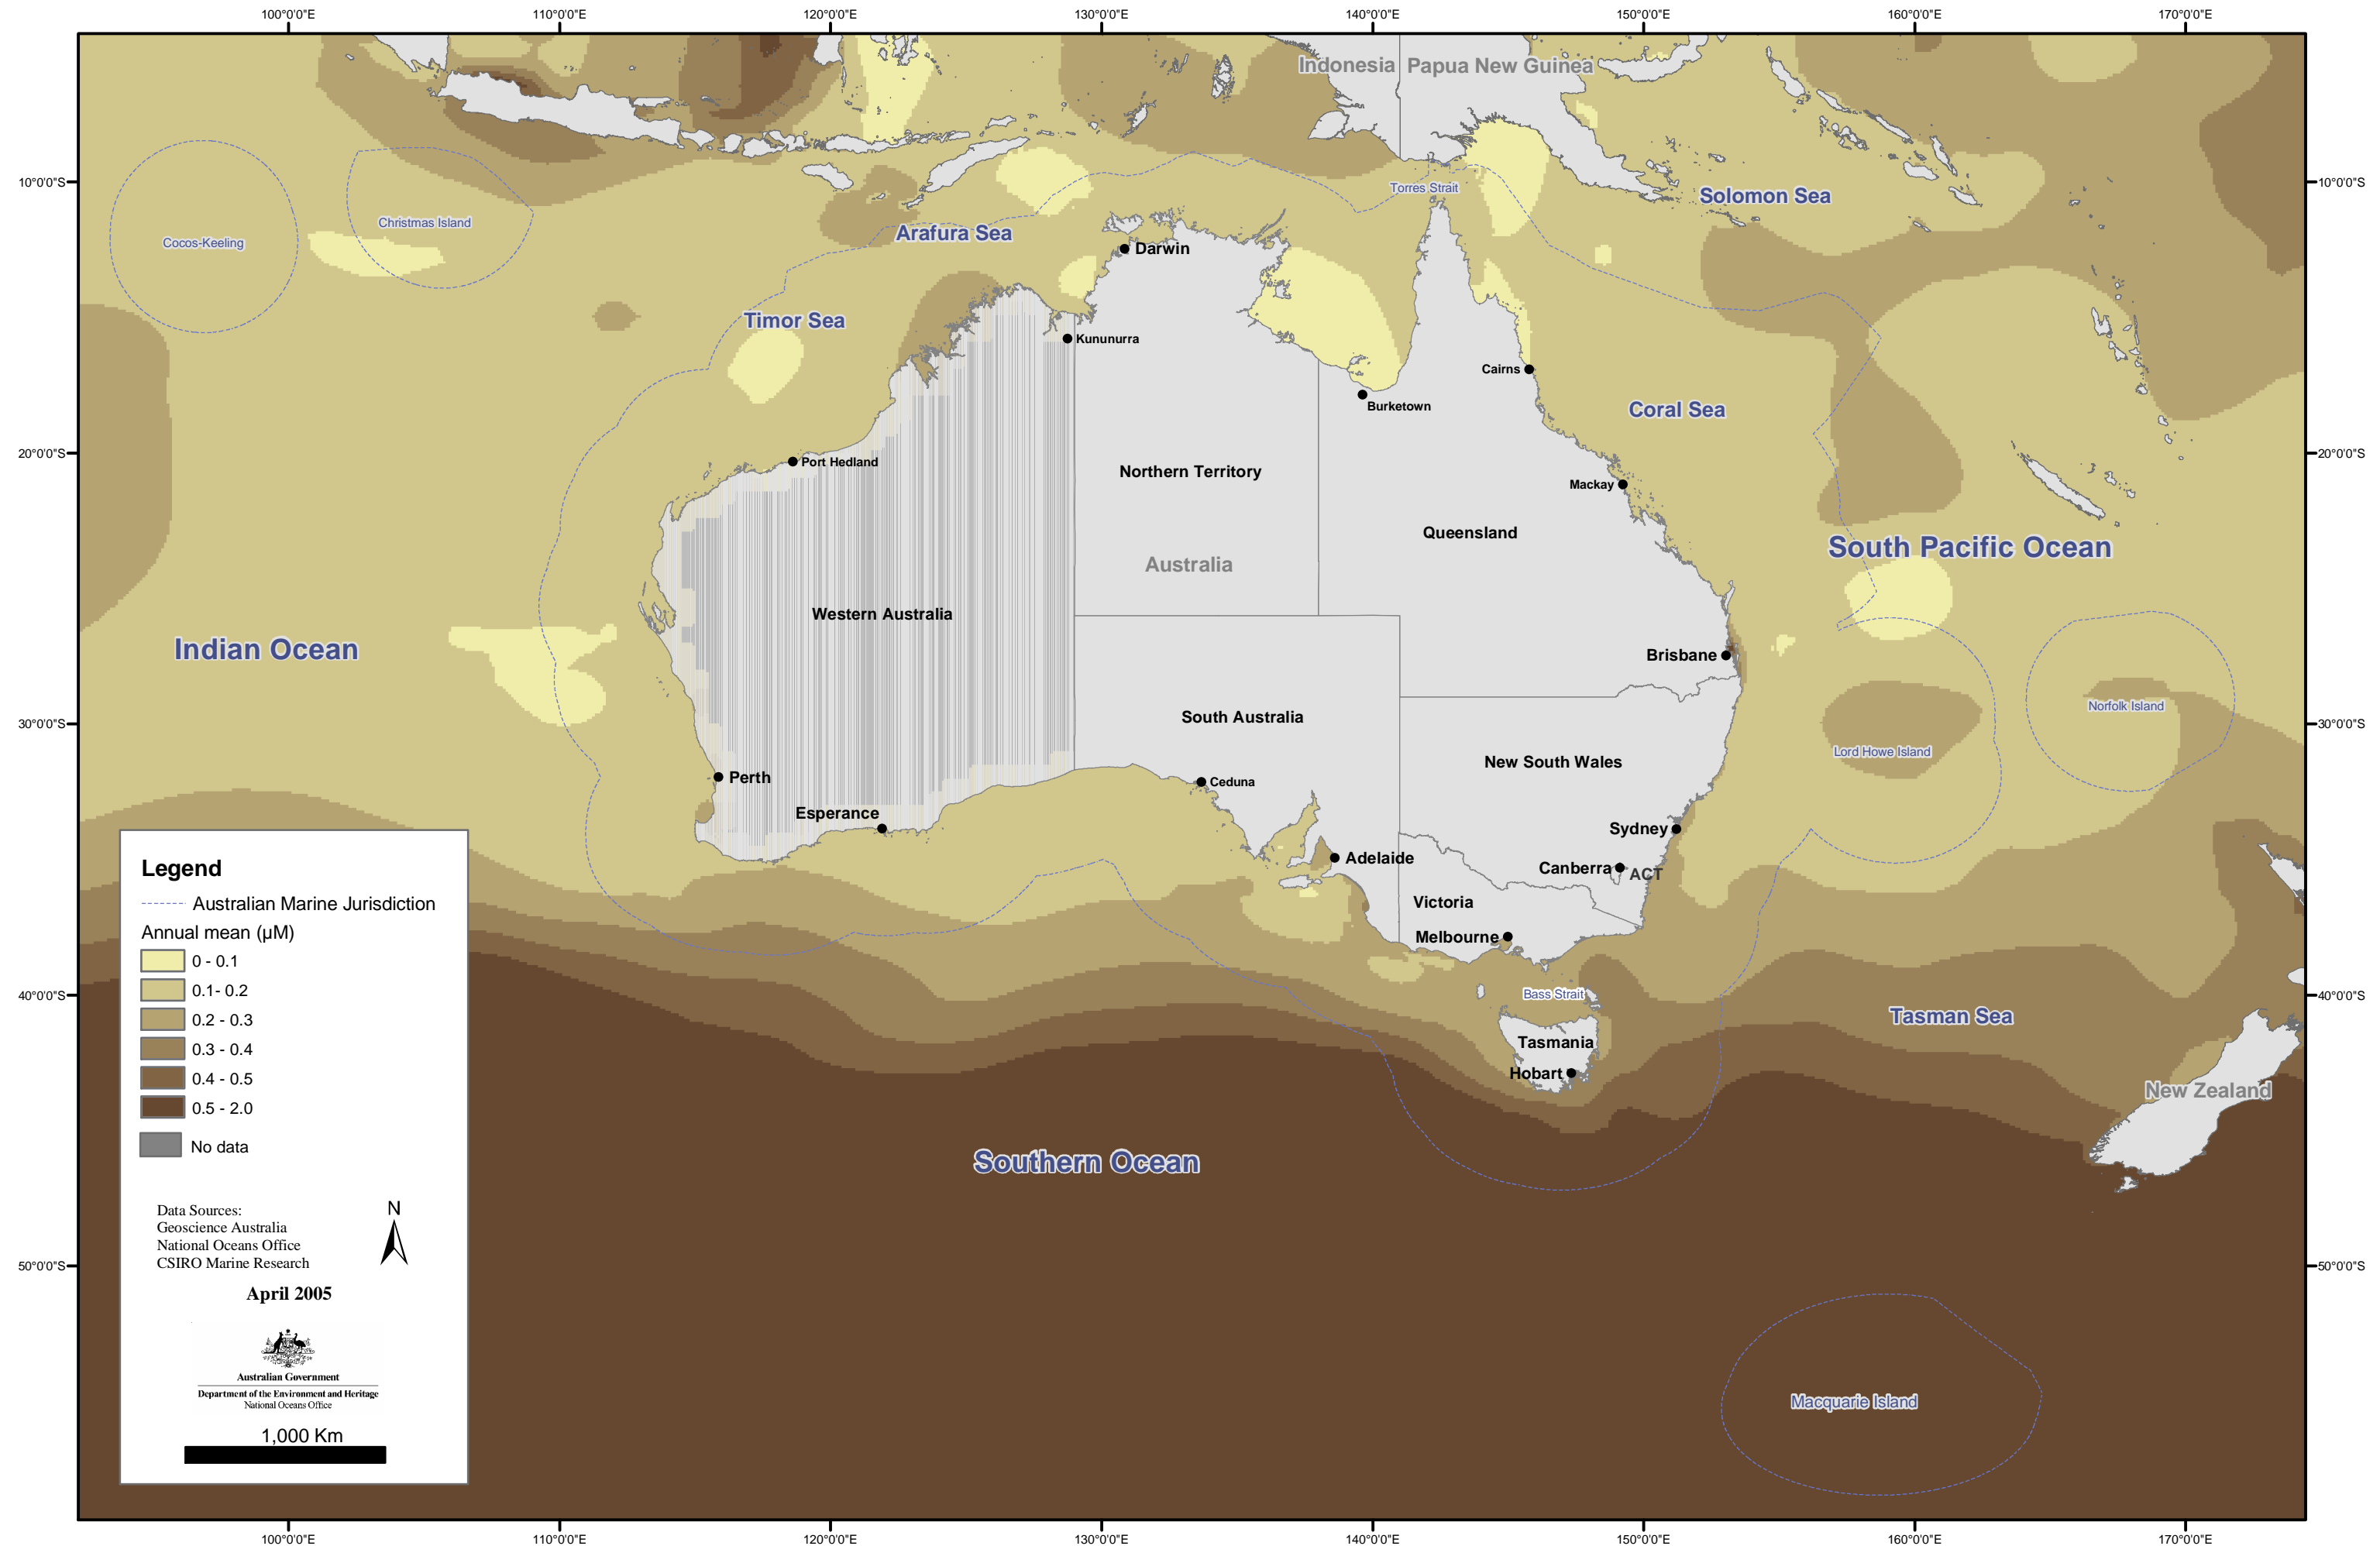 100°0'0"E 110°0'0"E 120°0'0"E 130°0'0"E 140°0'0"E 150°0'0"E 160°0'0"E 170°0'0"E
Indonesia
Papua New Guinea
10°0'0"S
10°0'0"S
Torres Strait
Solomon Sea
Christmas Island
Cocos-Keeling
Arafura Sea
Darwin
Timor Sea
Kununurra
Cairns
Burketown
Coral Sea
20°0'0"S
20°0'0"S
Port Hedland
Northern Territory
Mackay
Queensland
South Pacific Ocean
Australia
Western Australia
Indian Ocean
Brisbane
Norfolk Island
South Australia
30°0'0"S
30°0'0"S
Lord Howe Island
New South Wales
Perth
Ceduna
Esperance
Sydney
Adelaide
Canberra
ACT
Victoria
Melbourne
40°0'0"S
40°0'0"S
Bass Strait
Tasman Sea
Tasmania
Hobart
New Zealand
Southern Ocean
50°0'0"S
50°0'0"S
Macquarie Island
Legend
Australian Marine Jurisdiction
Annual mean (µM)
0 - 0.1
0.1- 0.2
0.2 - 0.3
0.3 - 0.4
0.4 - 0.5
0.5 - 2.0
No data
Data Sources:
Geoscience Australia
National Oceans Office
CSIRO Marine Research
N
April 2005
Australian Government
Department of the Environment and Heritage
National Oceans Office
1,000 Km
100°0'0"E 110°0'0"E 120°0'0"E 130°0'0"E 140°0'0"E 150°0'0"E 160°0'0"E 170°0'0"E